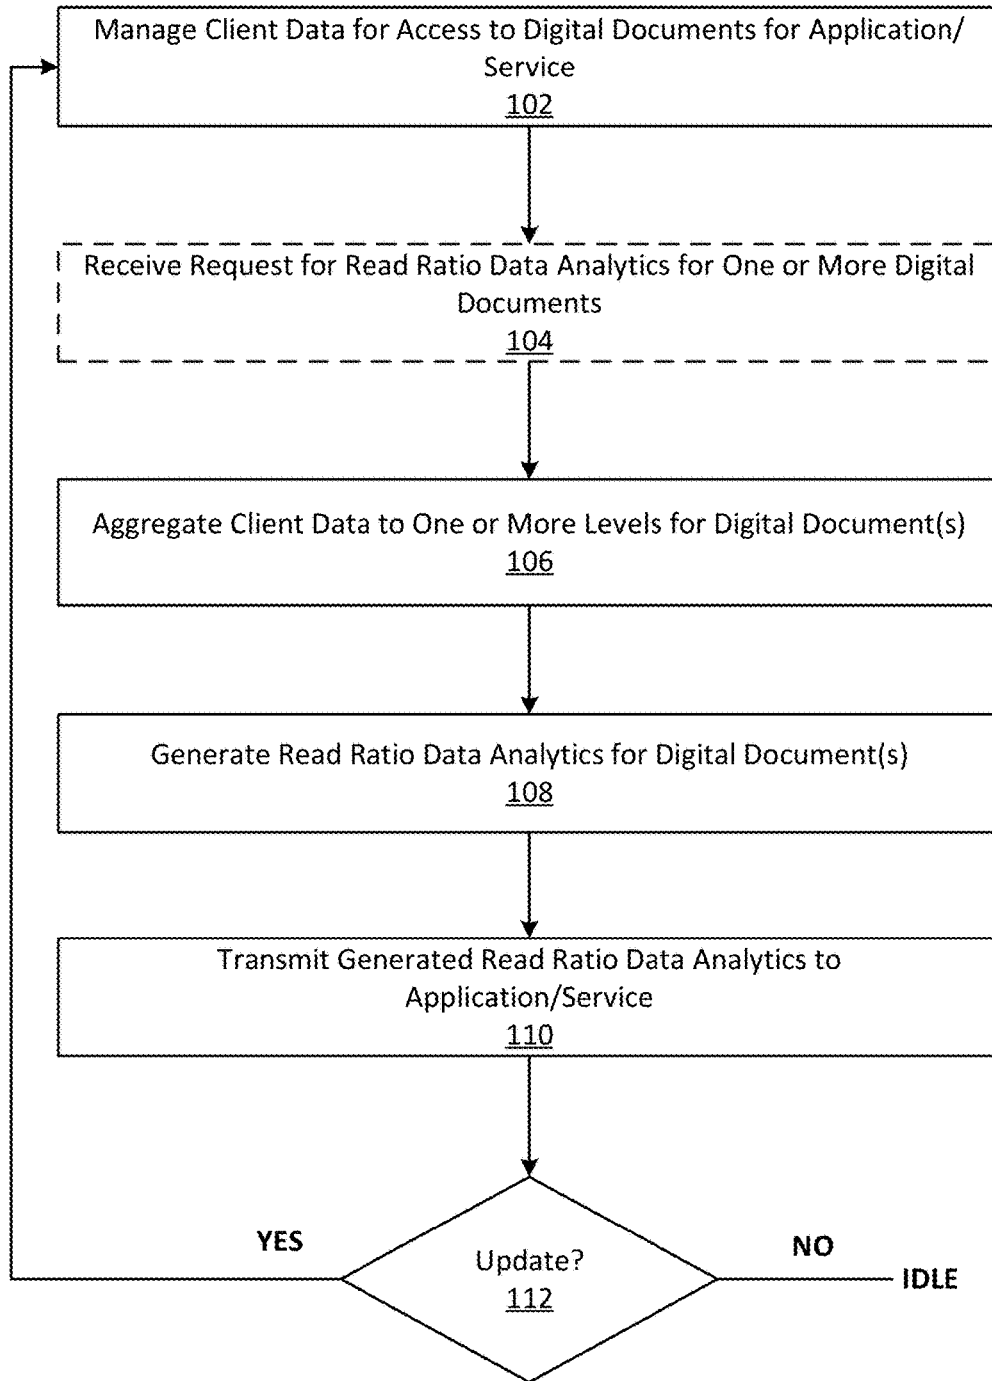 Manage Client Data for Access to Digital Documents for Application/
Service
102
Receive Request for Read Ratio Data Analytics for One or More Digital
Documents
104
Aggregate Client Data to One or More Levels for Digital Document(s)
106
Generate Read Ratio Data Analytics for Digital Document(s)
108
Transmit Generated Read Ratio Data Analytics to
Application/Service
110
YES
Update?
112
NO
IDLE